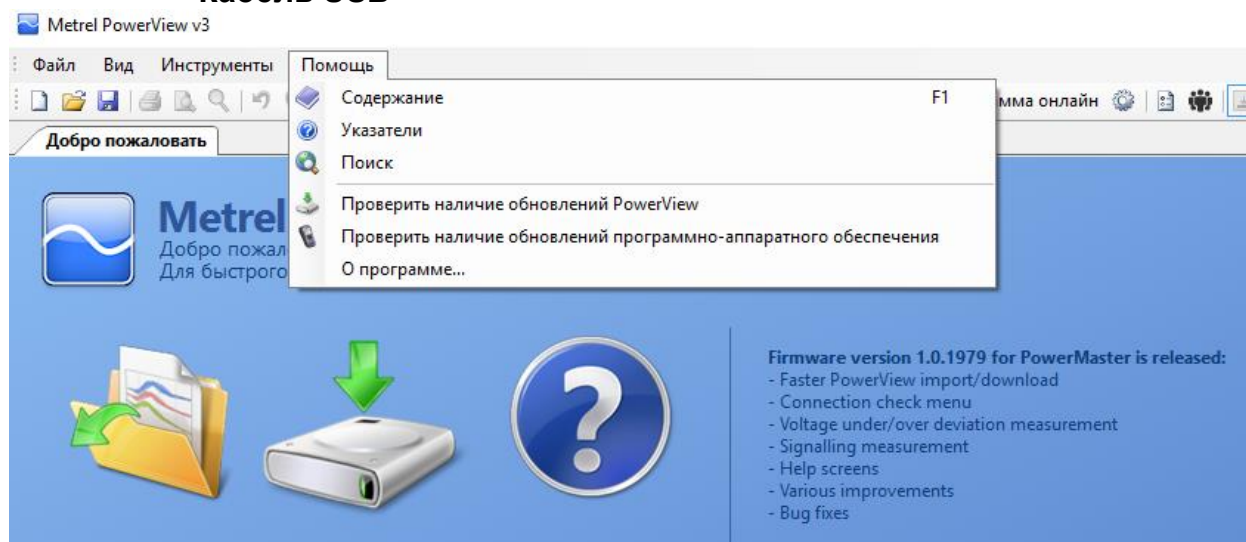 Кабель USB
Metrel PowerView v3
Файл Вид Инструменты Помощь
Содержание F1
мма онлайн
Указатели
Добро пожаловать
Поиск
Проверить наличие обновлений PowerView
Metrel
Проверить наличие обновлений программно-аппаратного обеспечения
Добро пожал
О программе...
Для быстрого
Firmware version 1.0.1979 for PowerMaster is released:
- Faster PowerView import/download
- Connection check menu
- Voltage under/over deviation measurement
- Signalling measurement
- Help screens
- Various improvements
- Bug fixes